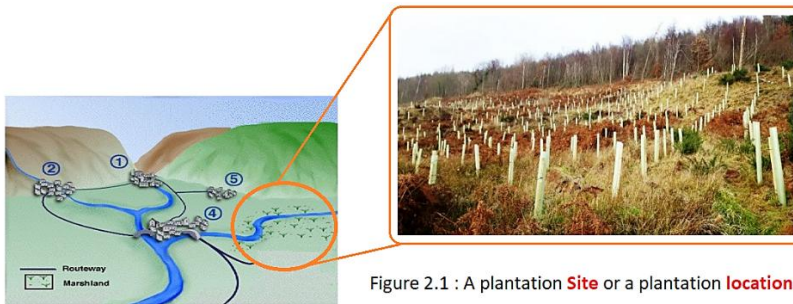 ②
①
⑤
④
Routeway
Marshland
Figure 2.1 : A plantation Site or a plantation location